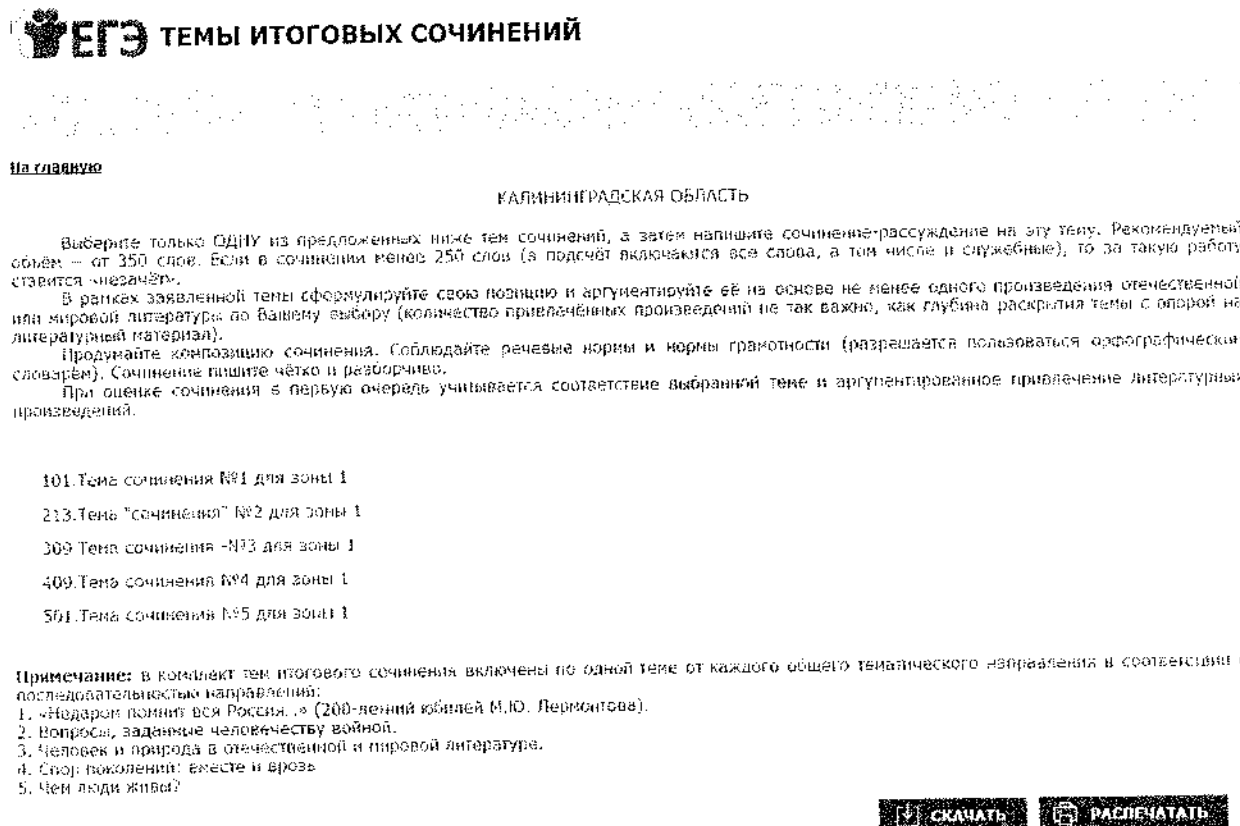 ЕГЭ ТЕМЫ ИТОГОВЫХ СОЧИНЕНИЙ
На главную
КАЛИНИНГРАДСКАЯ ОБЛАСТЬ
Выберите только ОДНУ из предложенных ниже тем сочинений, а затем напишите сочинение-рассуждение на эту тему. Рекомендуемый
объём – от 350 слов. Если в сочинении менее 250 слов (в подсчёт включаются все слова, в том числе и служебные), то за такую работу
ставится «незачёт».
В рамках заявленной темы сформулируйте свою позицию и аргументируйте её на основе не менее одного произведения отечественной
или мировой литературы по Вашему выбору (количество привлечённых произведений не так важно, как глубина раскрытия темы с опорой на
литературный материал).
Продумайте композицию сочинения. Соблюдайте речевые нормы и нормы грамотности (разрешается пользоваться орфографическим
словарём). Сочинение пишите чётко и разборчиво.
При оценке сочинения в первую очередь учитывается соответствие выбранной теме и аргументированное привлечение литературных
произведений.
101.Тема сочинения №1 для зоны 1
213.Тема "сочинения" №2 для зоны 1
309 Тема сочинения -№3 для зоны 1
409.Тема сочинения №4 для зоны 1
501.Тема сочинения №5 для зоны 1
Примечание: в комплект тем итогового сочинения включены по одной теме от каждого общего тематического направления в соответствии
последовательностью направлений:
1. «Недаром помнит вся Россия...» (200-летний юбилей М.Ю. Лермонтова).
2. Вопросы, заданные человечеству войной.
3. Человек и природа в отечественной и мировой литературе.
4. Спор поколений: вместе и врозь
5. Чем люди живы?
СКАЧАТЬ РАСПЕЧАТАТЬ